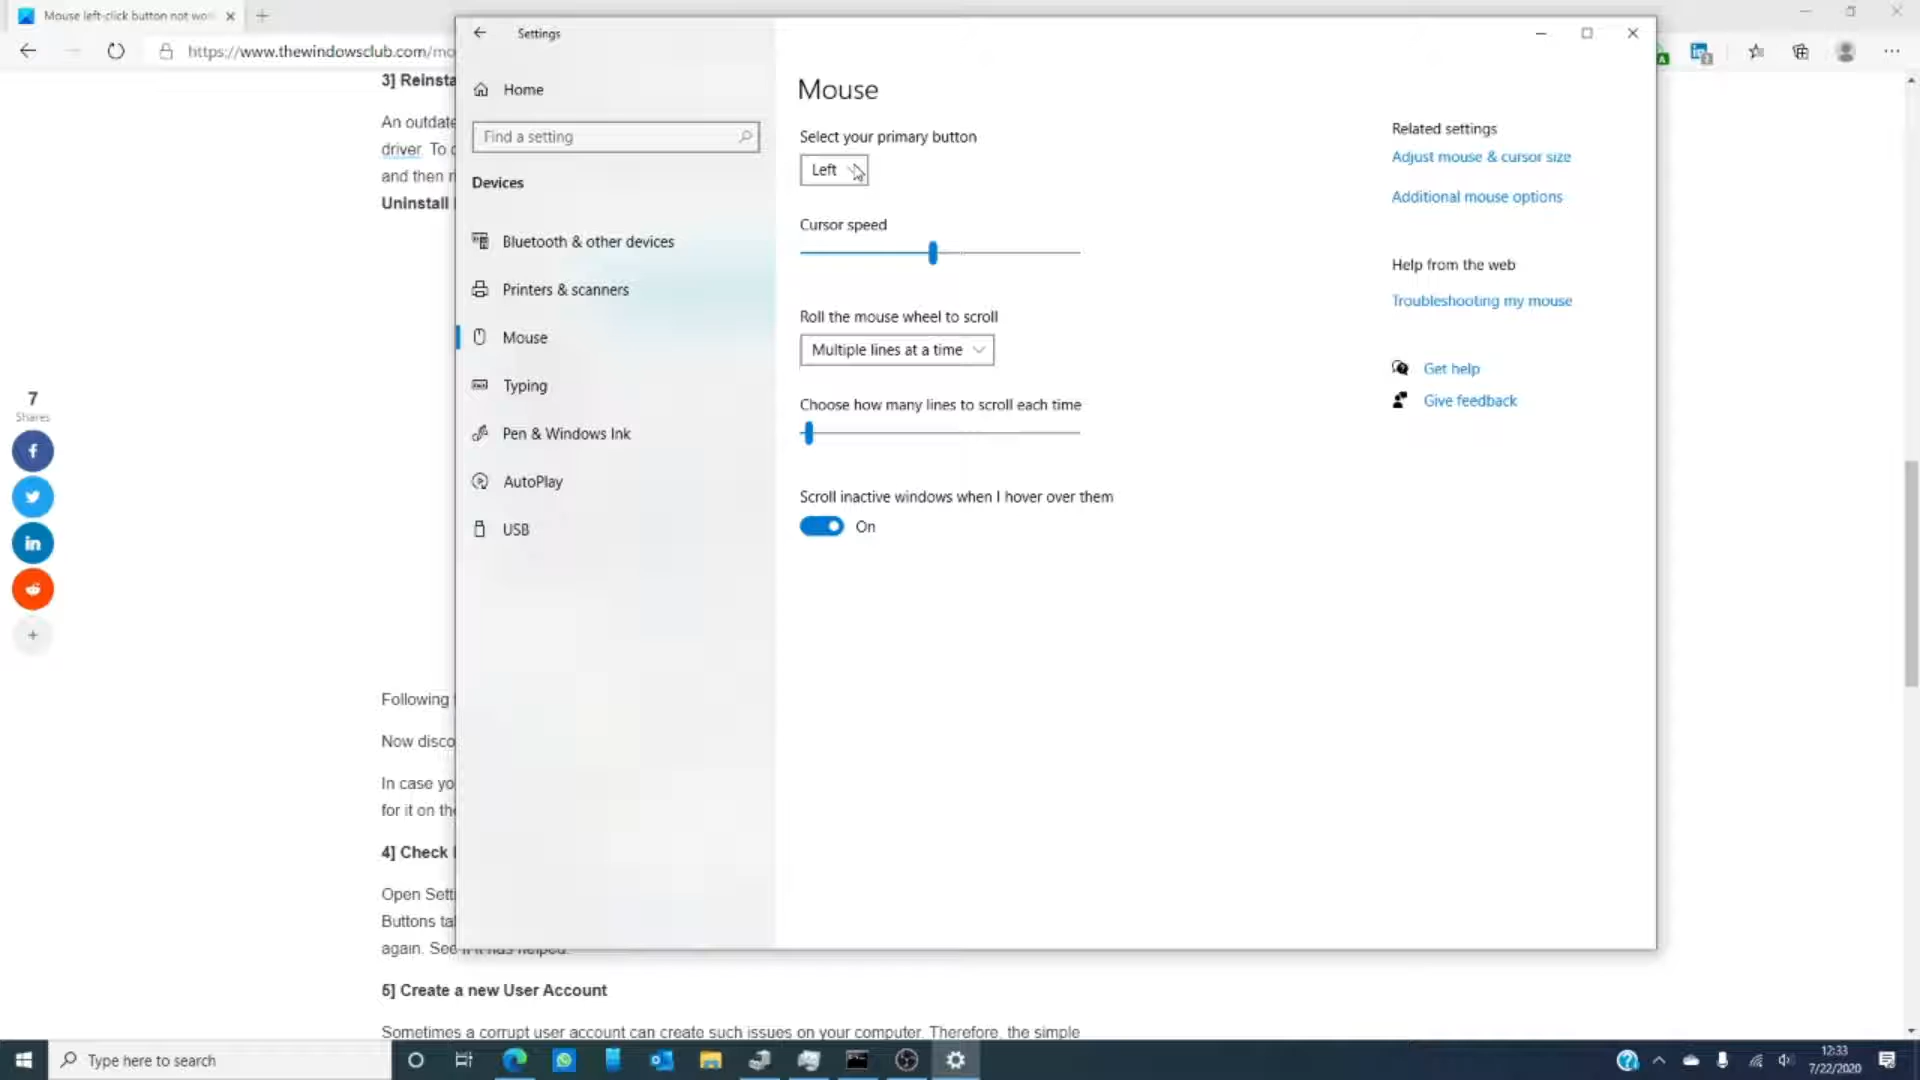 Mouse left-click button not wo
https://www.thewindowsclub.com/mo
Settings
Home
Find a setting
Devices
Bluetooth & other devices
Printers & scanners
Mouse
Typing
Pen & Windows Ink
AutoPlay
USB
Mouse
Select your primary button
Left
Cursor speed
Roll the mouse wheel to scroll
Multiple lines at a time
Choose how many lines to scroll each time
Scroll inactive windows when I hover over them
On
Related settings
Adjust mouse & cursor size
Additional mouse options
Help from the web
Troubleshooting my mouse
Get help
Give feedback
3] Reinsta
An outdate
driver. To
and then
Uninstall
7
Shares
Following
Now disco
In case yo
for it on the
4] Check
Open Setti
Buttons ta
again. See if it has helped.
5] Create a new User Account
Sometimes a corrupt user account can create such issues on your computer. Therefore, the simple
Type here to search
12:33
7/22/2020